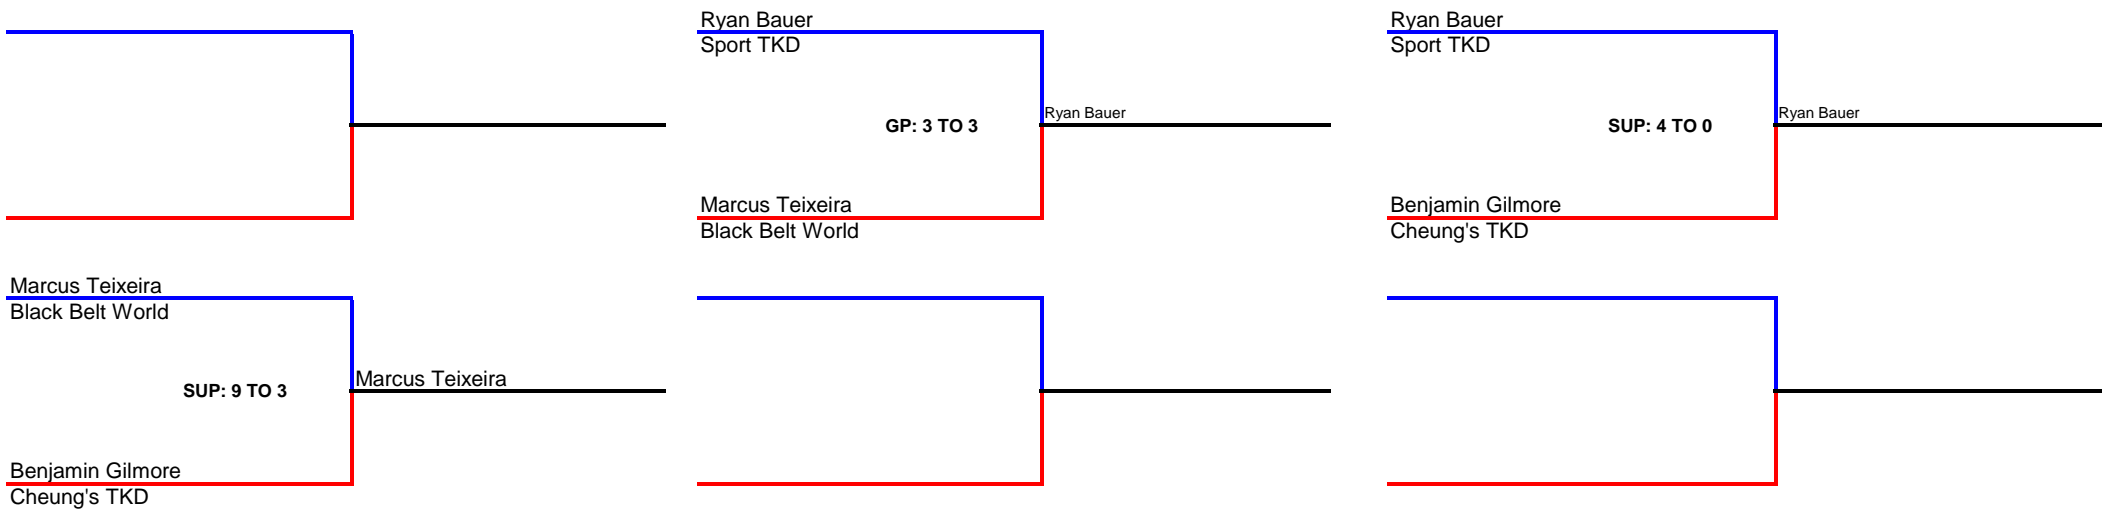 Ryan Bauer
Sport TKD
GP: 3 TO 3
Ryan Bauer
Marcus Teixeira
Black Belt World
Ryan Bauer
Sport TKD
SUP: 4 TO 0
Ryan Bauer
Benjamin Gilmore
Cheung's TKD
Marcus Teixeira
Black Belt World
SUP: 9 TO 3
Marcus Teixeira
Benjamin Gilmore
Cheung's TKD